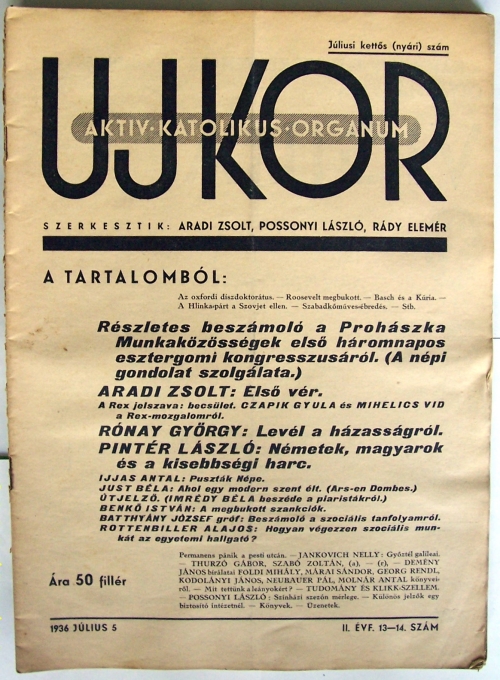 Júliusi kettős (nyári) szám
UJ KOR
AKTIV · KATOLIKUS · ORGANUM
SZERKESZTIK: ARADI ZSOLT, POSSONYI LÁSZLÓ, RÁDY ELEMÉR
A TARTALOMBÓL:
Az oxfordi díszdoktorátus. — Roosevelt megbukott. — Basch és a Kúria. —
A Hlinka-párt a Szovjet ellen. — Szabadkőműves-ébredés. — Stb.
Részletes beszámoló a Prohászka
Munkaközösségek első háromnapos
esztergomi kongresszusáról. (A népi
gondolat szolgálata.)
ARADI ZSOLT: Első vér.
A Rex jelszava: becsület. CZAPIK GYULA és MIHELICS VID
a Rex-mozgalomról.
RÓNAY GYÖRGY: Levél a házasságról.
PINTÉR LÁSZLÓ: Németek, magyarok
és a kisebbségi harc.
IJJAS ANTAL: Puszták Népe.
JUST BÉLA: Ahol egy modern szent élt. (Ars-en Dombes.)
ÚTJELZŐ. (IMRÉDY BÉLA beszéde a piaristákról.)
BENKŐ ISTVÁN: A megbukott szankciók.
BATTHYÁNY JÓZSEF gróf: Beszámoló a szociális tanfolyamról.
ROTTENBILLER ALAJOS: Hogyan végezzen szociális mun-
kát az egyetemi hallgató?
Permanens pánik a pesti utcán. — JANKOVICH NELLY: Győztél galileai.
— THURZÓ GÁBOR, SZABÓ ZOLTÁN, (a), — (r), — DEMÉNY
JÁNOS bírálatai FÖLDI MIHÁLY, MÁRAI SÁNDOR, GEORG RENDL
KODOLÁNYI JÁNOS, NEUBAUER PÁL, MOLNÁR ANTAL könyvei-
ről. — Mit tettünk a leányokért? — TUDOMÁNY ÉS KLIKK-SZELLEM.
— POSSONYI LÁSZLÓ: Színházi szezón mérlege. — Különös jelzők egy
biztosító intézetnél. — Könyvek. — Üzenetek.
Ára 50 fillér
1936 JÚLIUS 5
II. ÉVF. 13—14. SZÁM